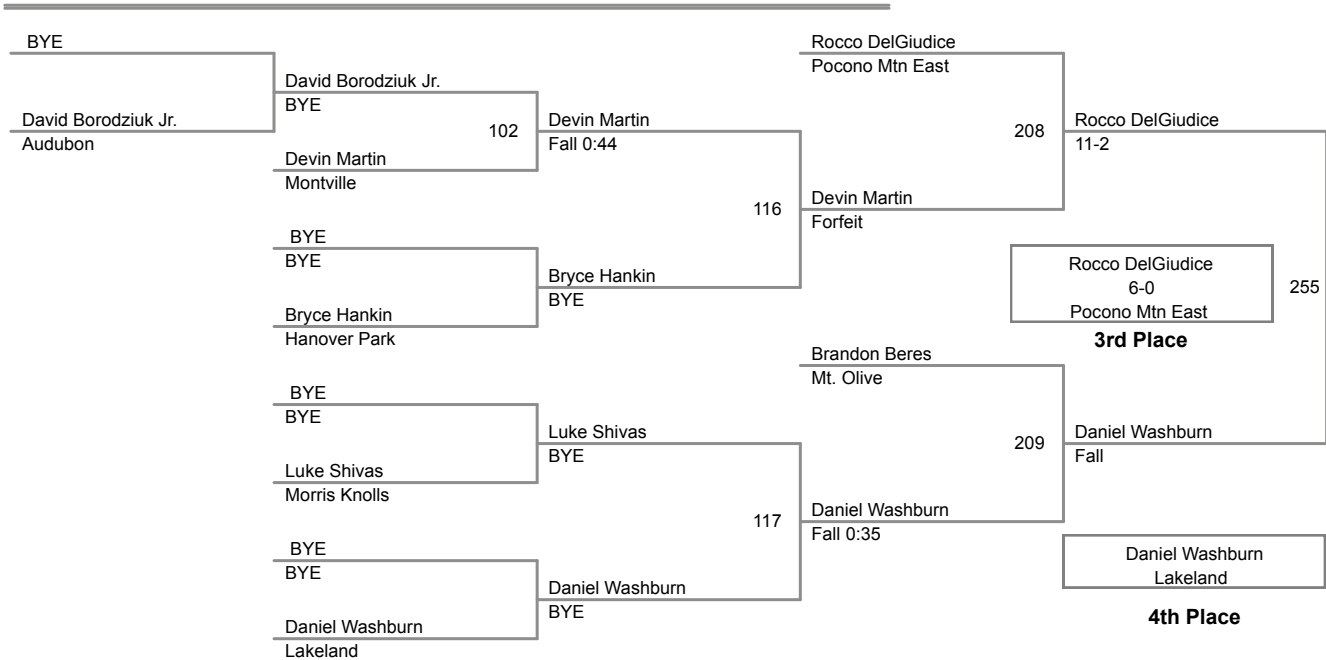 BYE
David Borodziuk Jr.
Audubon
David Borodziuk Jr.
BYE
102
Devin Martin
Montville
BYE
BYE
Bryce Hankin
Hanover Park
BYE
BYE
Luke Shivas
Morris Knolls
BYE
BYE
Daniel Washburn
Lakeland
Devin Martin
Fall 0:44
116
Bryce Hankin
BYE
Luke Shivas
BYE
117
Daniel Washburn
BYE
Rocco DelGiudice
Pocono Mtn East
208
Devin Martin
Forfeit
Brandon Beres
Mt. Olive
209
Daniel Washburn
Fall 0:35
Rocco DelGiudice
11-2
Rocco DelGiudice
6-0
Pocono Mtn East
255
3rd Place
Daniel Washburn
Fall
Daniel Washburn
Lakeland
4th Place